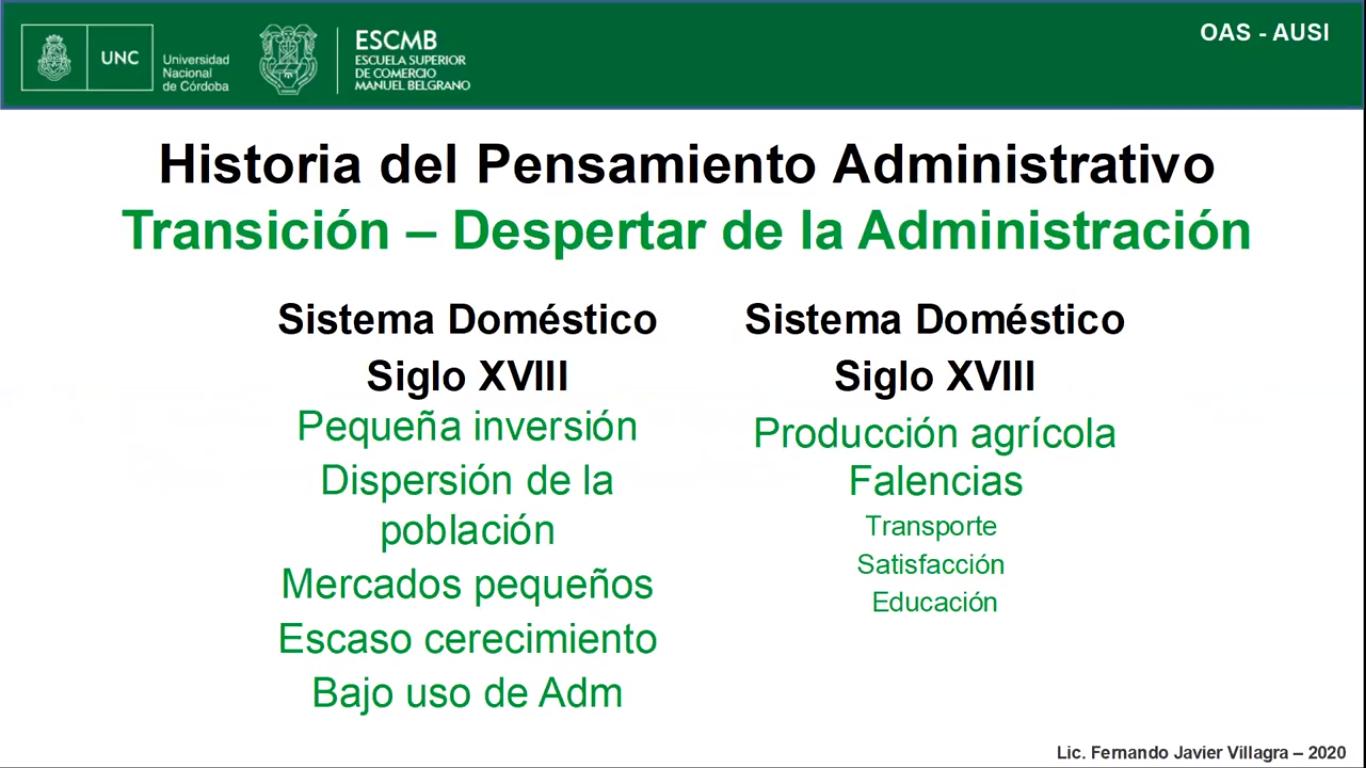 UNC
Universidad
Nacional
de Córdoba
ESCMB
ESCUELA SUPERIOR
DE COMERCIO
MANUEL BELGRANO
OAS - AUSI
Historia del Pensamiento Administrativo
Transición – Despertar de la Administración
Sistema Doméstico
Siglo XVIII
Pequeña inversión
Dispersión de la
población
Mercados pequeños
Escaso cerecimiento
Bajo uso de Adm
Sistema Doméstico
Siglo XVIII
Producción agrícola
Falencias
Transporte
Satisfacción
Educación
Lic. Fernando Javier Villagra – 2020